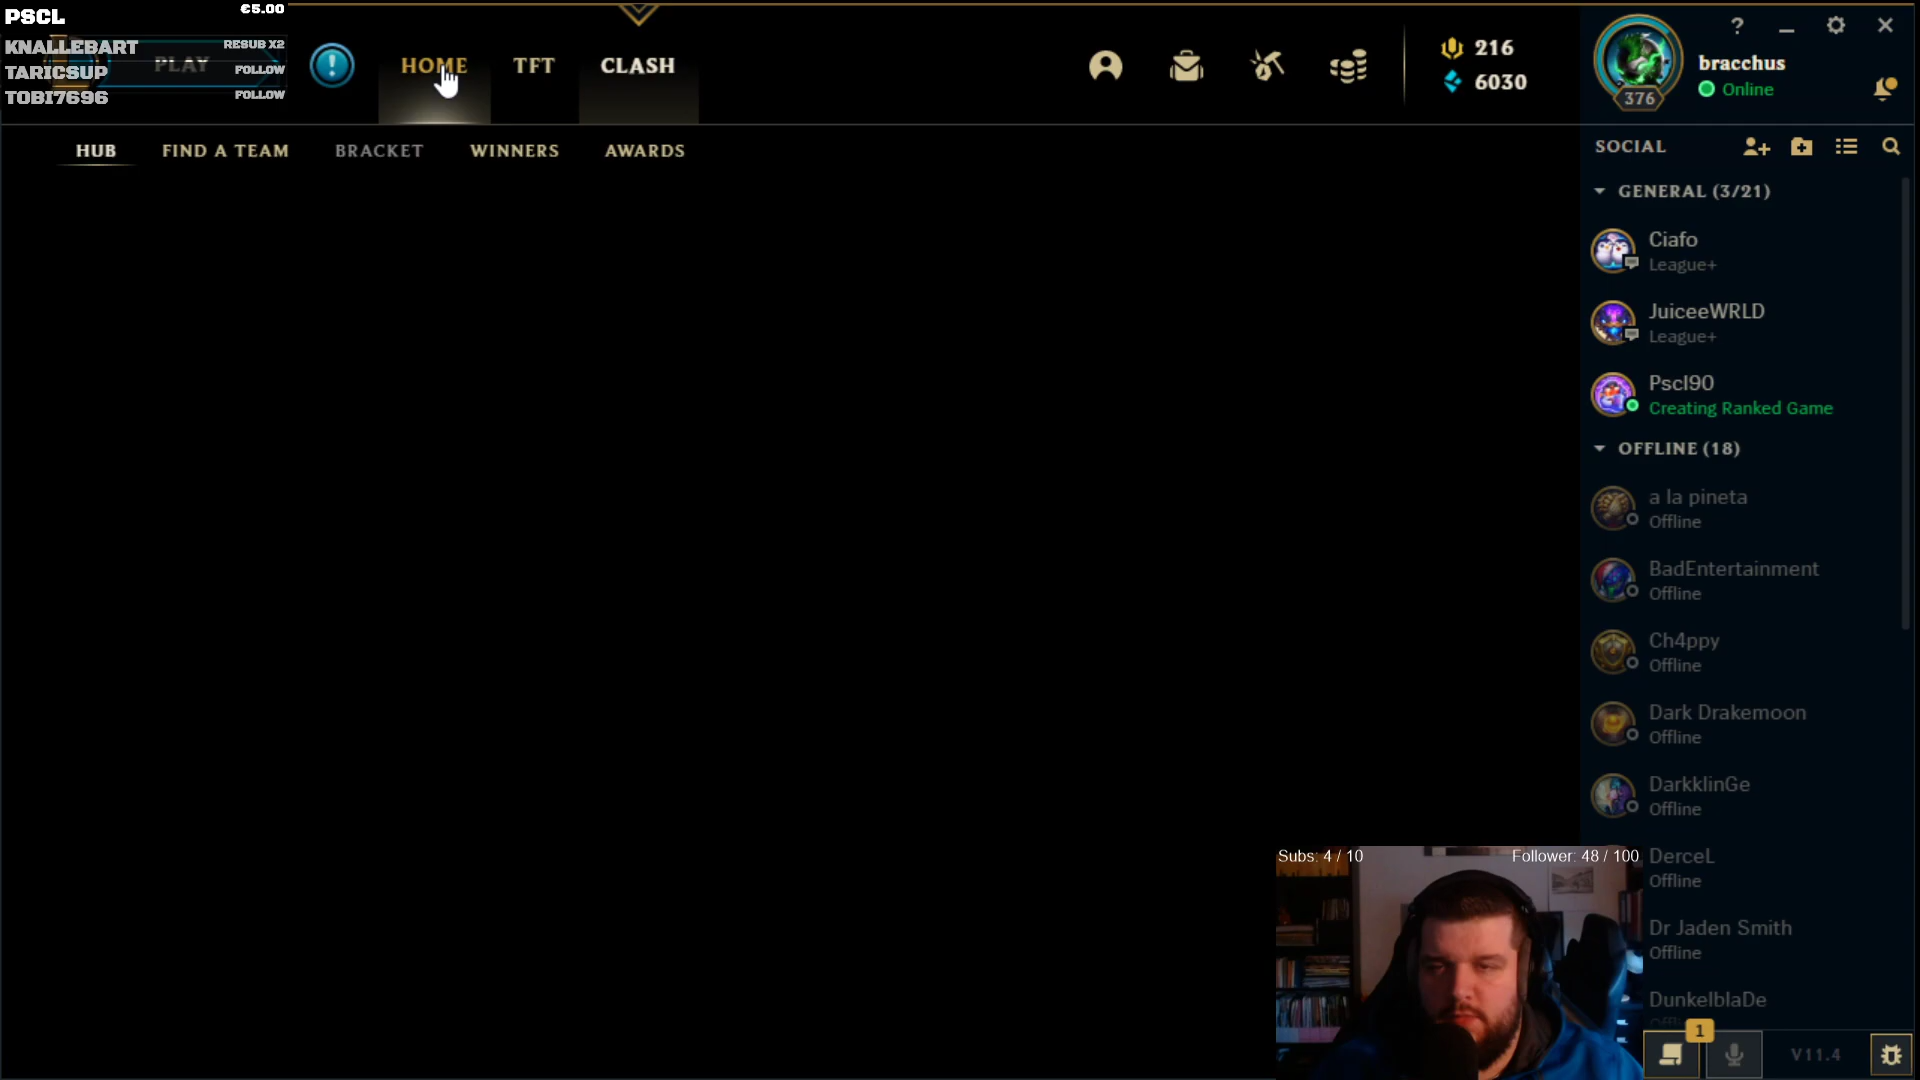 PSCL €5.00
KNALLEBART RESUB X2
TARICSUP FOLLOW
TOBI7696 FOLLOW
PLAY
HOME TFT CLASH
216
6030
376
?
bracchus
Online
HUB FIND A TEAM BRACKET WINNERS AWARDS
SOCIAL
GENERAL (3/21)
Ciafo
League+
JuiceeWRLD
League+
Pscl90
Creating Ranked Game
OFFLINE (18)
a la pineta
Offline
BadEntertainment
Offline
Ch4ppy
Offline
Dark Drakemoon
Offline
DarkklinGe
Offline
Subs: 4 / 10 Follower: 48 / 100
DerceL
Offline
Dr Jaden Smith
Offline
DunkelblaDe
1
V11.4